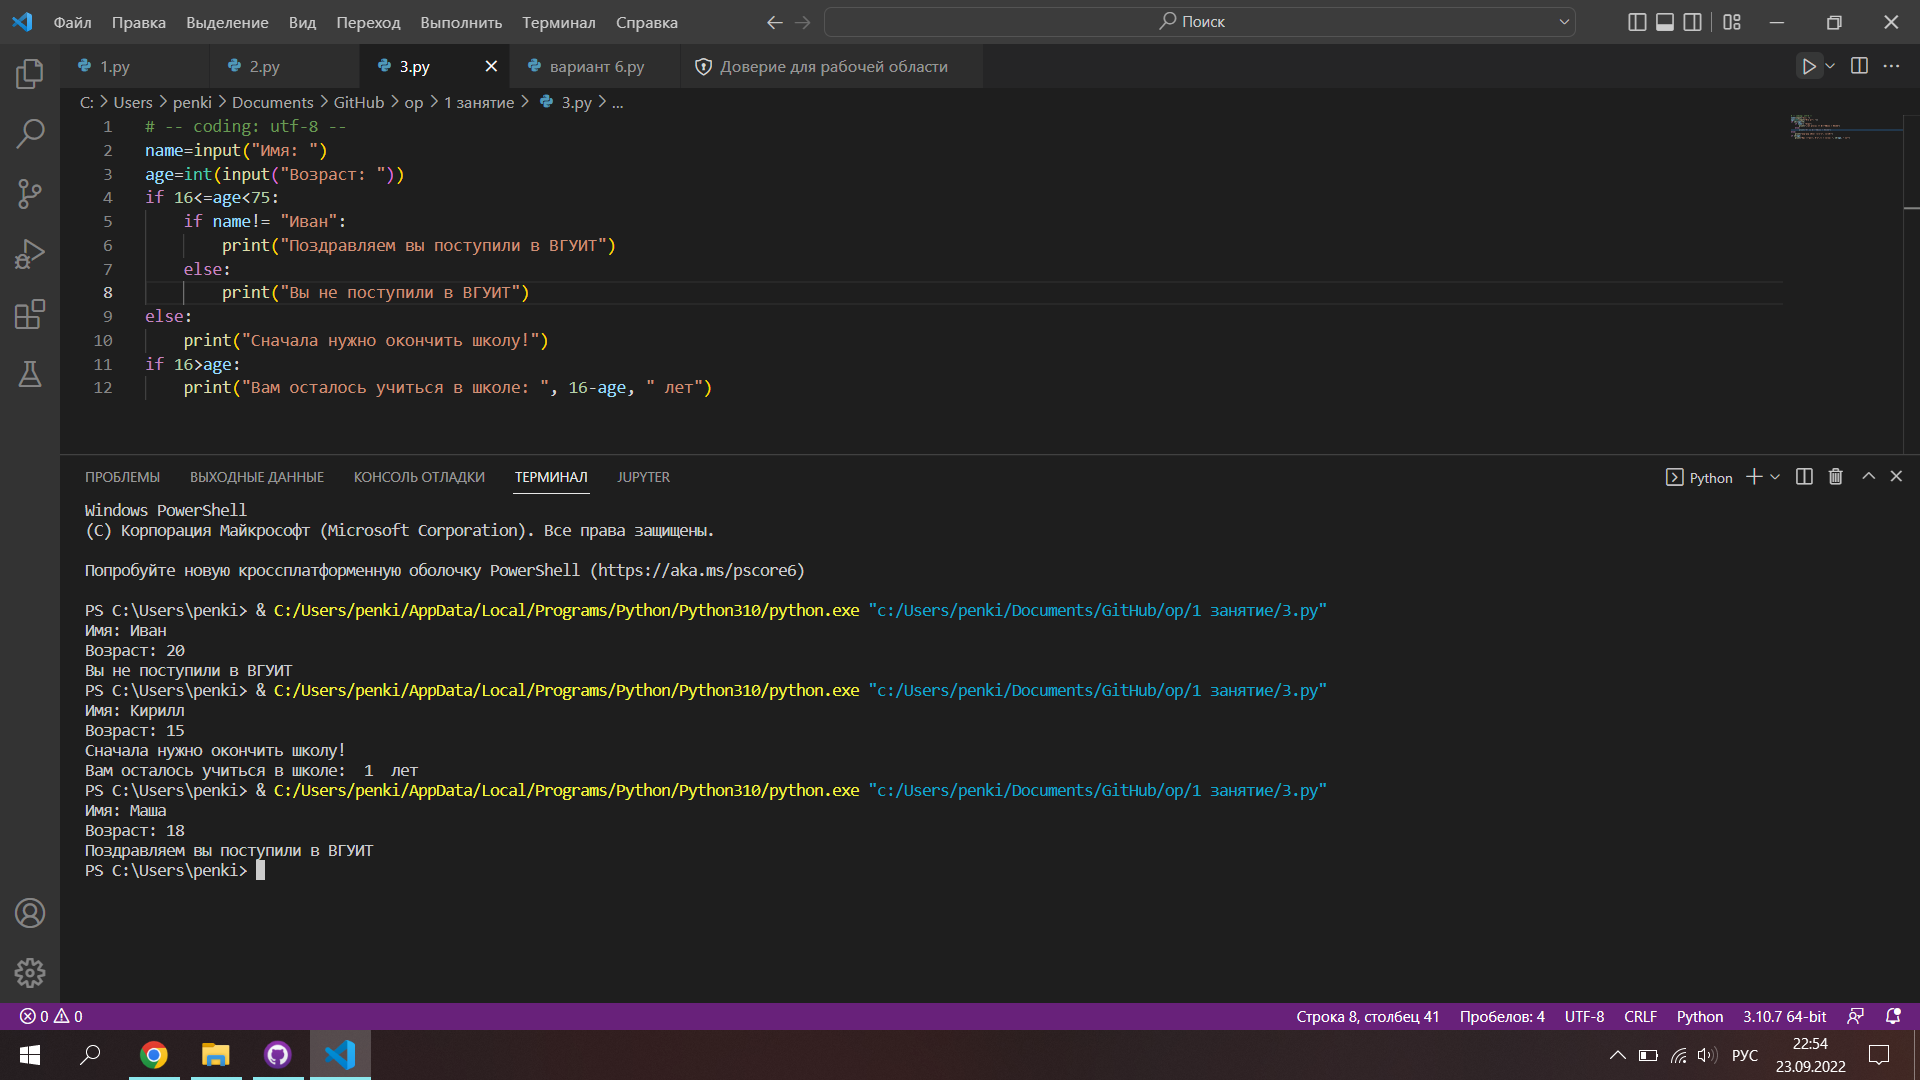 Файл Правка Выделение Вид Переход Выполнить Терминал Справка Поиск
1.py 2.py 3.py вариант 6.py Доверие для рабочей области
C: > Users > penki > Documents > GitHub > op > 1 занятие > 3.py > ...
1 # -- coding: utf-8 --
2 name=input("Имя: ")
3 age=int(input("Возраст: "))
4 if 16<=age<75:
5 if name!= "Иван":
6 print("Поздравляем вы поступили в ВГУИТ")
7 else:
8 print("Вы не поступили в ВГУИТ")
9 else:
10 print("Сначала нужно окончить школу!")
11 if 16>age:
12 print("Вам осталось учиться в школе: ", 16-age, " лет")
ПРОБЛЕМЫ ВЫХОДНЫЕ ДАННЫЕ КОНСОЛЬ ОТЛАДКИ ТЕРМИНАЛ JUPYTER Python
Windows PowerShell
(C) Корпорация Майкрософт (Microsoft Corporation). Все права защищены.
Попробуйте новую кроссплатформенную оболочку PowerShell (https://aka.ms/pscore6)
PS C:\Users\penki> & C:/Users/penki/AppData/Local/Programs/Python/Python310/python.exe "c:/Users/penki/Documents/GitHub/op/1 занятие/3.py"
Имя: Иван
Возраст: 20
Вы не поступили в ВГУИТ
PS C:\Users\penki> & C:/Users/penki/AppData/Local/Programs/Python/Python310/python.exe "c:/Users/penki/Documents/GitHub/op/1 занятие/3.py"
Имя: Кирилл
Возраст: 15
Сначала нужно окончить школу!
Вам осталось учиться в школе:  1  лет
PS C:\Users\penki> & C:/Users/penki/AppData/Local/Programs/Python/Python310/python.exe "c:/Users/penki/Documents/GitHub/op/1 занятие/3.py"
Имя: Маша
Возраст: 18
Поздравляем вы поступили в ВГУИТ
PS C:\Users\penki>
0 0 Строка 8, столбец 41 Пробелов: 4 UTF-8 CRLF Python 3.10.7 64-bit
РУС 22:54
23.09.2022